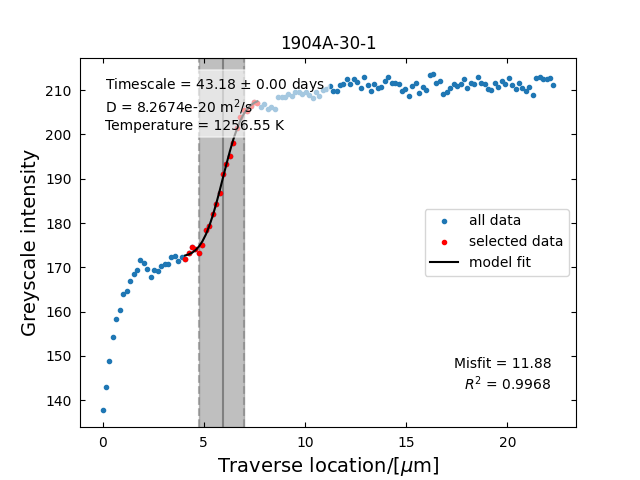 1904A-30-1
Timescale = 43.18 ± 0.00 days
D = 8.2674e-20 m²/s
Temperature = 1256.55 K
210
200
190
180
170
160
150
140
Greyscale intensity
all data
selected data
model fit
Misfit = 11.88
R² = 0.9968
0 5 10 15 20
Traverse location/[μm]